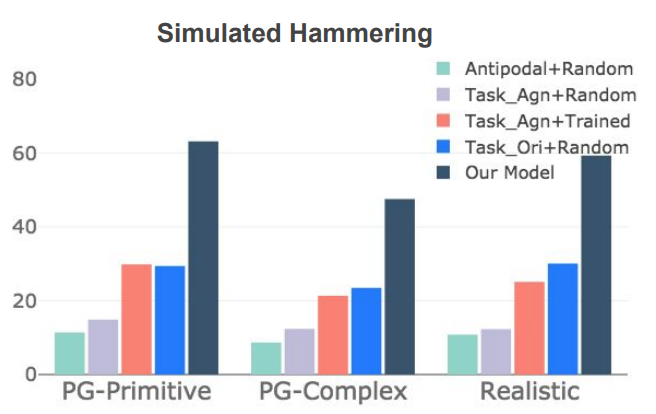 Simulated Hammering
80
60
40
20
0
Antipodal+Random
Task_Agn+Random
Task_Agn+Trained
Task_Ori+Random
Our Model
PG-Primitive
PG-Complex
Realistic